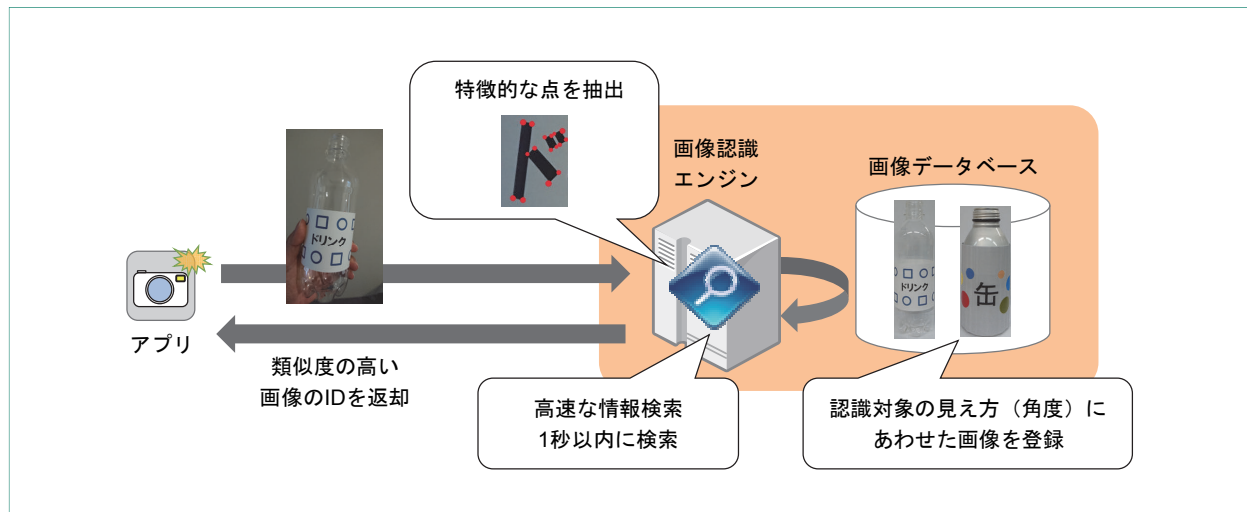 特徴的な点を抽出
画像認識
エンジン
画像データベース
ドリンク
ドリンク
缶
アプリ
類似度の高い
画像のIDを返却
高速な情報検索
1秒以内に検索
認識対象の見え方（角度）に
あわせた画像を登録